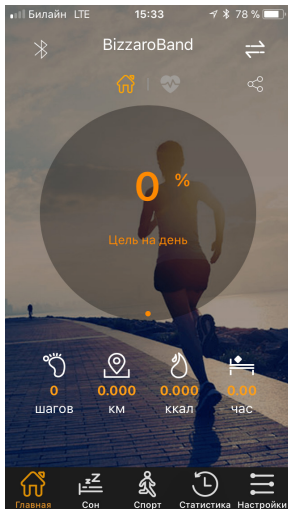 Билайн LTE 15:33 78 %
BizzaroBand
0 %
Цель на день
0 0.000 0.000 0.00
шагов км ккал час
Главная Сон Спорт Статистика Настройки